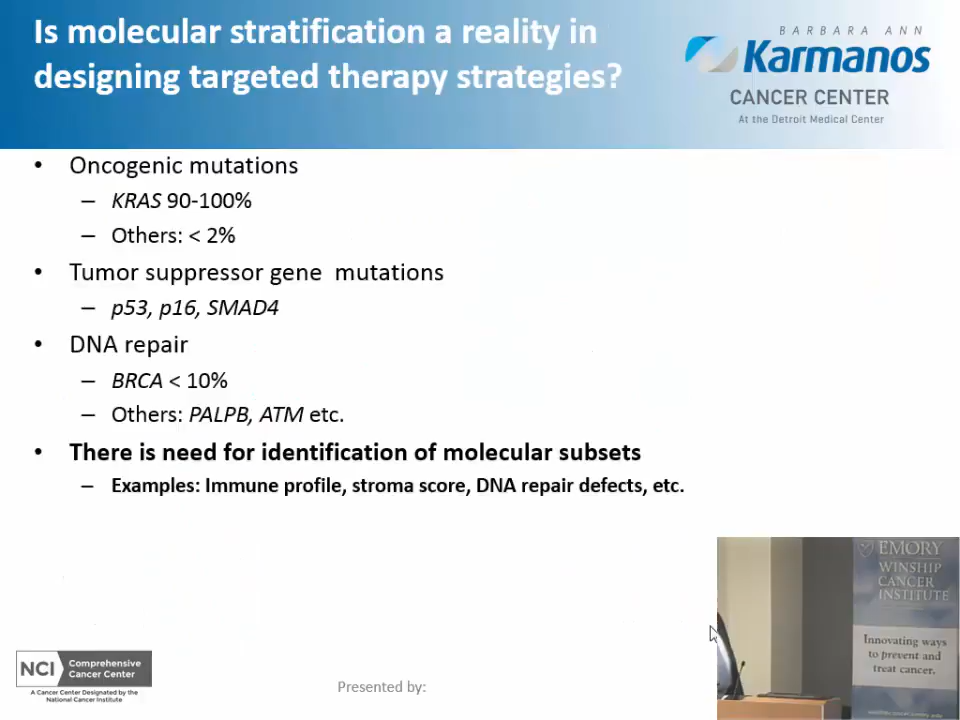 Is molecular stratification a reality in
designing targeted therapy strategies?
BARBARA ANN
Karmanos
CANCER CENTER
At the Detroit Medical Center
• Oncogenic mutations
– KRAS 90-100%
– Others: < 2%
• Tumor suppressor gene mutations
– p53, p16, SMAD4
• DNA repair
– BRCA < 10%
– Others: PALPB, ATM etc.
• There is need for identification of molecular subsets
– Examples: Immune profile, stroma score, DNA repair defects, etc.
EMORY
WINSHIP
CANCER
INSTITUTE
Innovating ways
to prevent and
treat cancer.
NCI
Comprehensive
Cancer Center
A Cancer Center Designated by the
National Cancer Institute
Presented by: